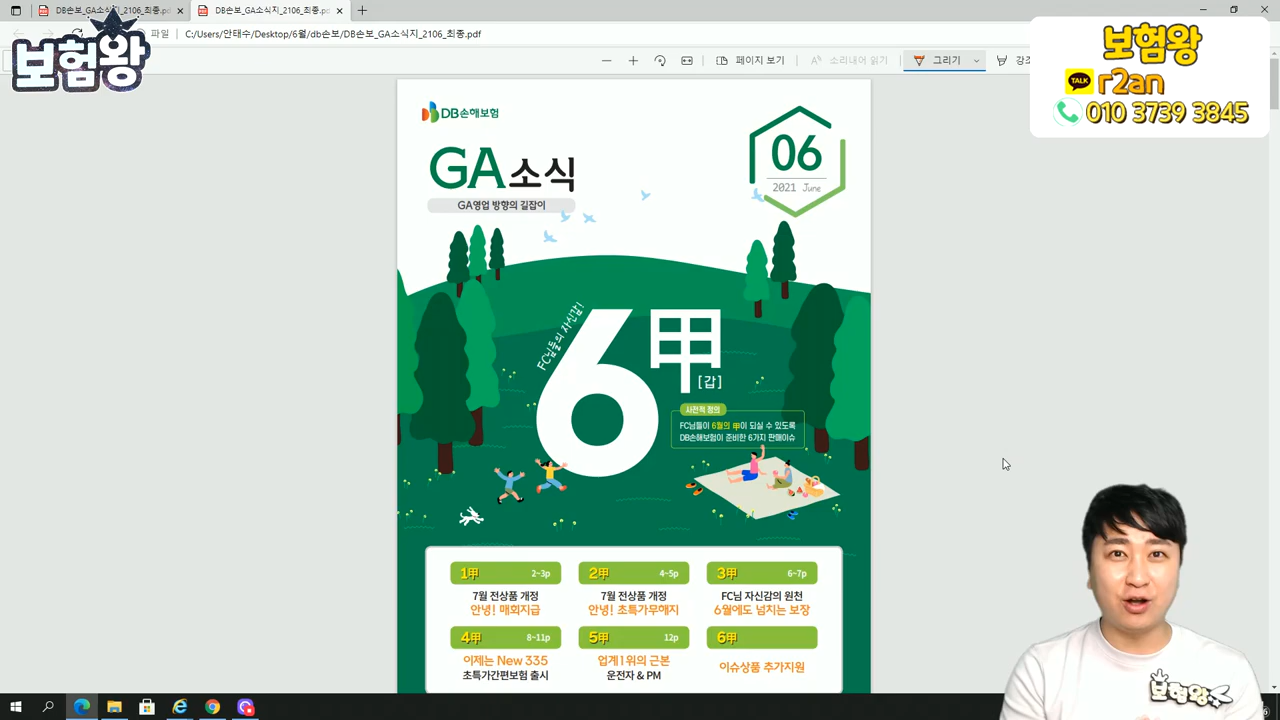 DB손보_GA소식지_2106_최종.pd
DB손보_GA소식지_2106_최종.pd
파일
C:/Users/안태수/Desktop/6월/db손보/DB손보_GA소식지_2106_최종.pdf
페이지 보기
소리내어 읽기
그리기
강조
보험왕
보험왕
TALK r2an
010 3739 3845
DB손해보험
GA소식
GA영업 방향의 길잡이
06
2021 June
FC님들의 자신감!
6甲
[갑]
사전적 정의
FC님들이 6월의 甲이 되실 수 있도록
DB손해보험이 준비한 6가지 판매이슈
1甲 2~3p
7월 전상품 개정
안녕! 매회지급
2甲 4~5p
7월 전상품 개정
안녕! 초특가무해지
3甲 6~7p
FC님 자신감의 원천
6월에도 넘치는 보장
4甲 8~11p
이제는 New 335
초특가간편보험 출시
5甲 12p
업계1위의 근본
운전자 & PM
6甲
이슈상품 추가지원
보험왕